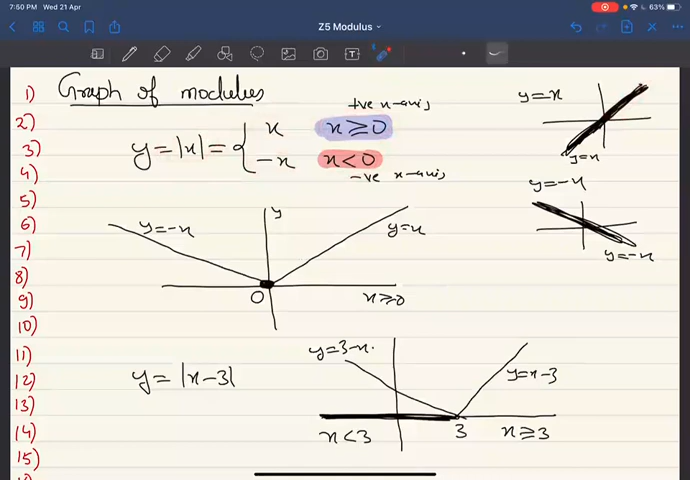 7:50 PM Wed 21 Apr
63%
Z5 Modulus
1) Graph of modulus
2) +ve x-axis
y=|x|= { x x≥0
3) -x x<0
4) -ve x-axis
y=x
y=x
y=-x
y=-x
5)
6)
7)
8)
9)
10)
y=-x
y
y=x
O
x≥0
11)
12)
13)
14)
15)
y=|x-3|
y=3-x
y=x-3
x<3
3
x≥3